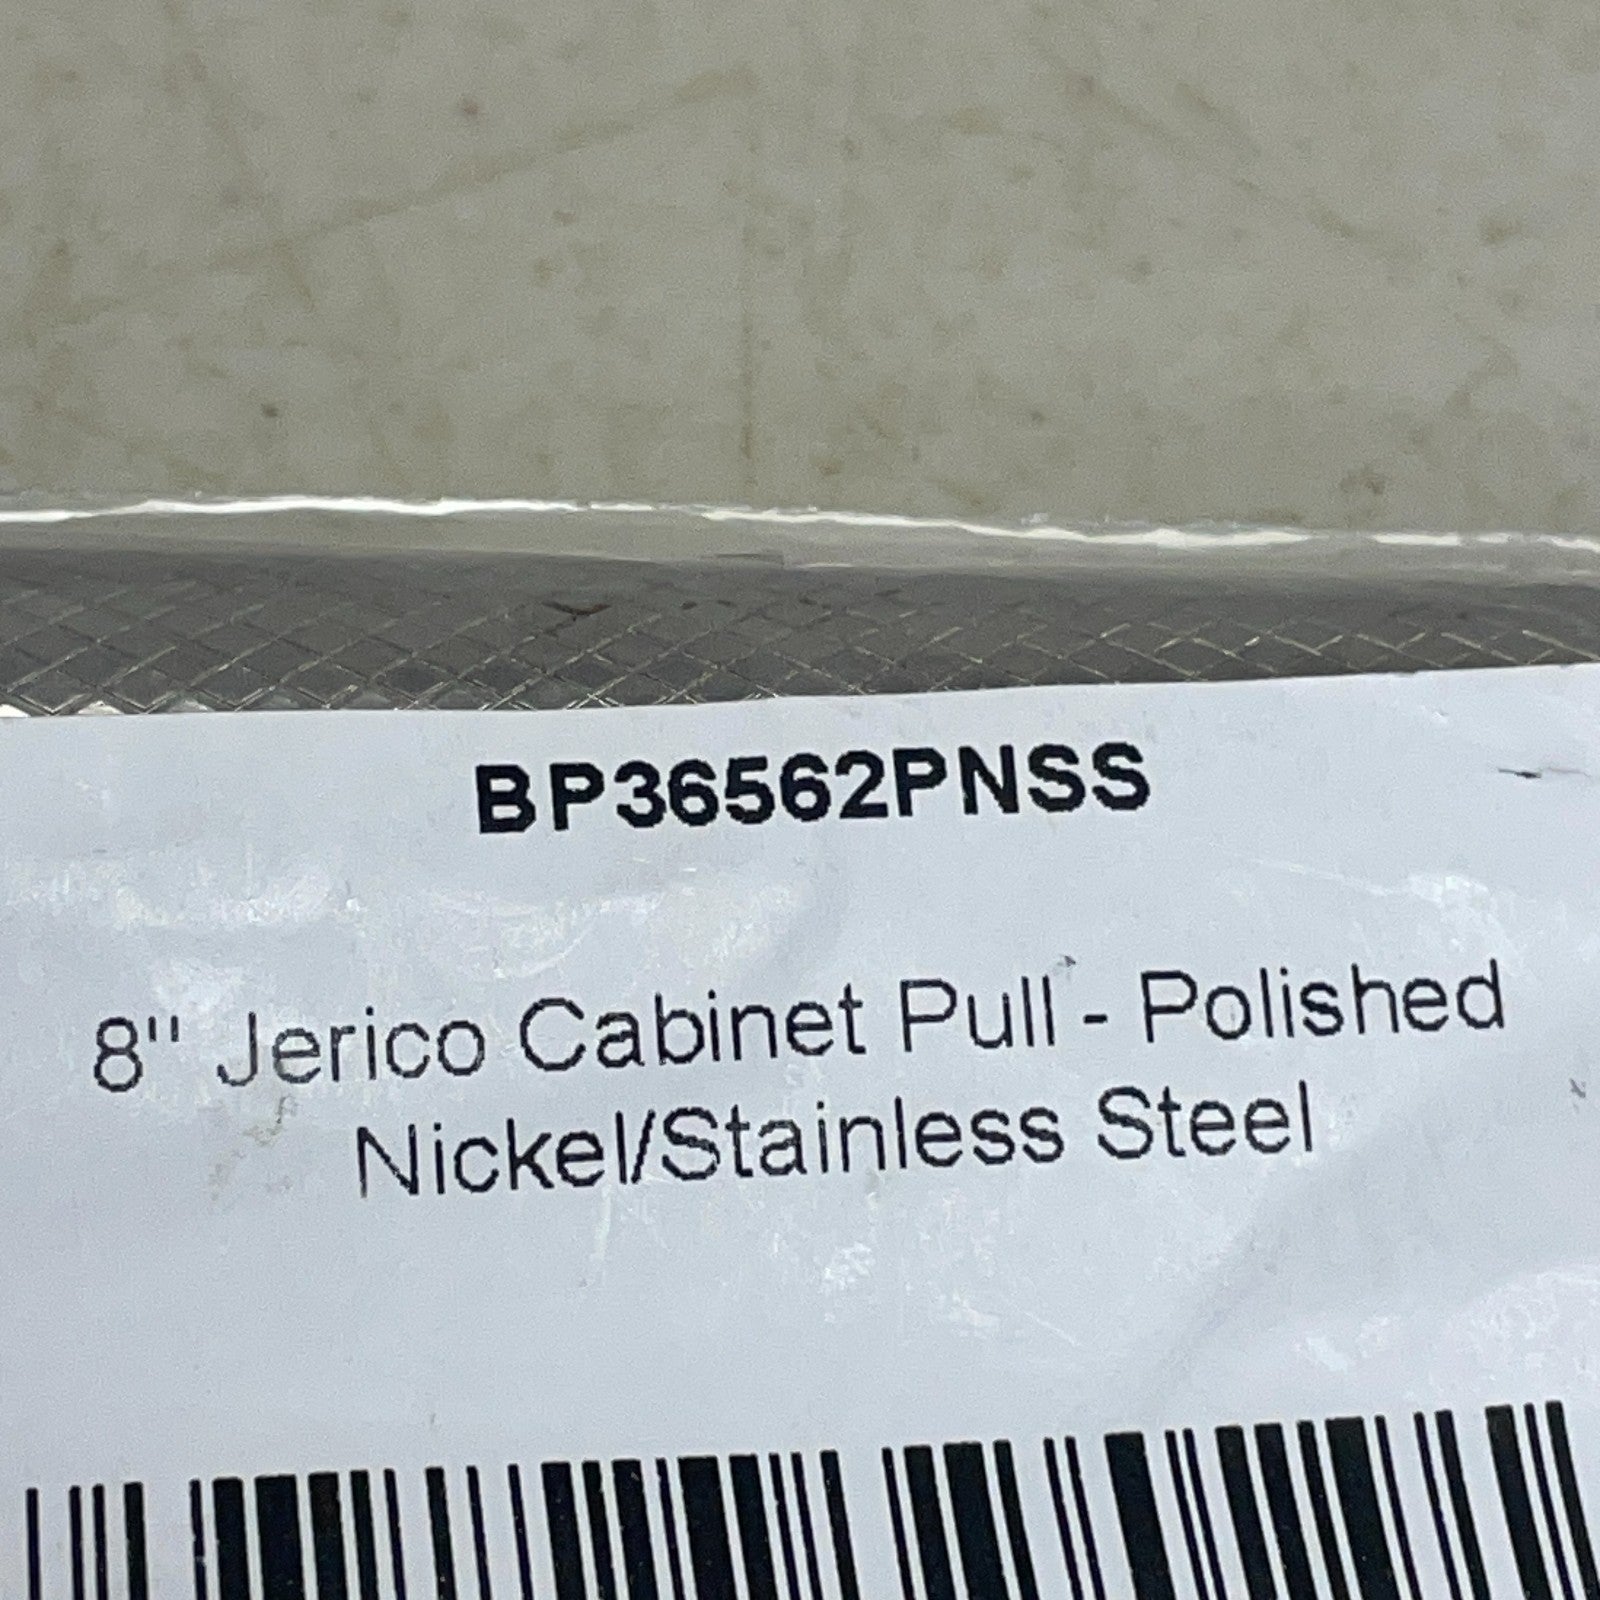 BP36562PNSS
8" Jerico Cabinet Pull - Polished
Nickel/Stainless Steel